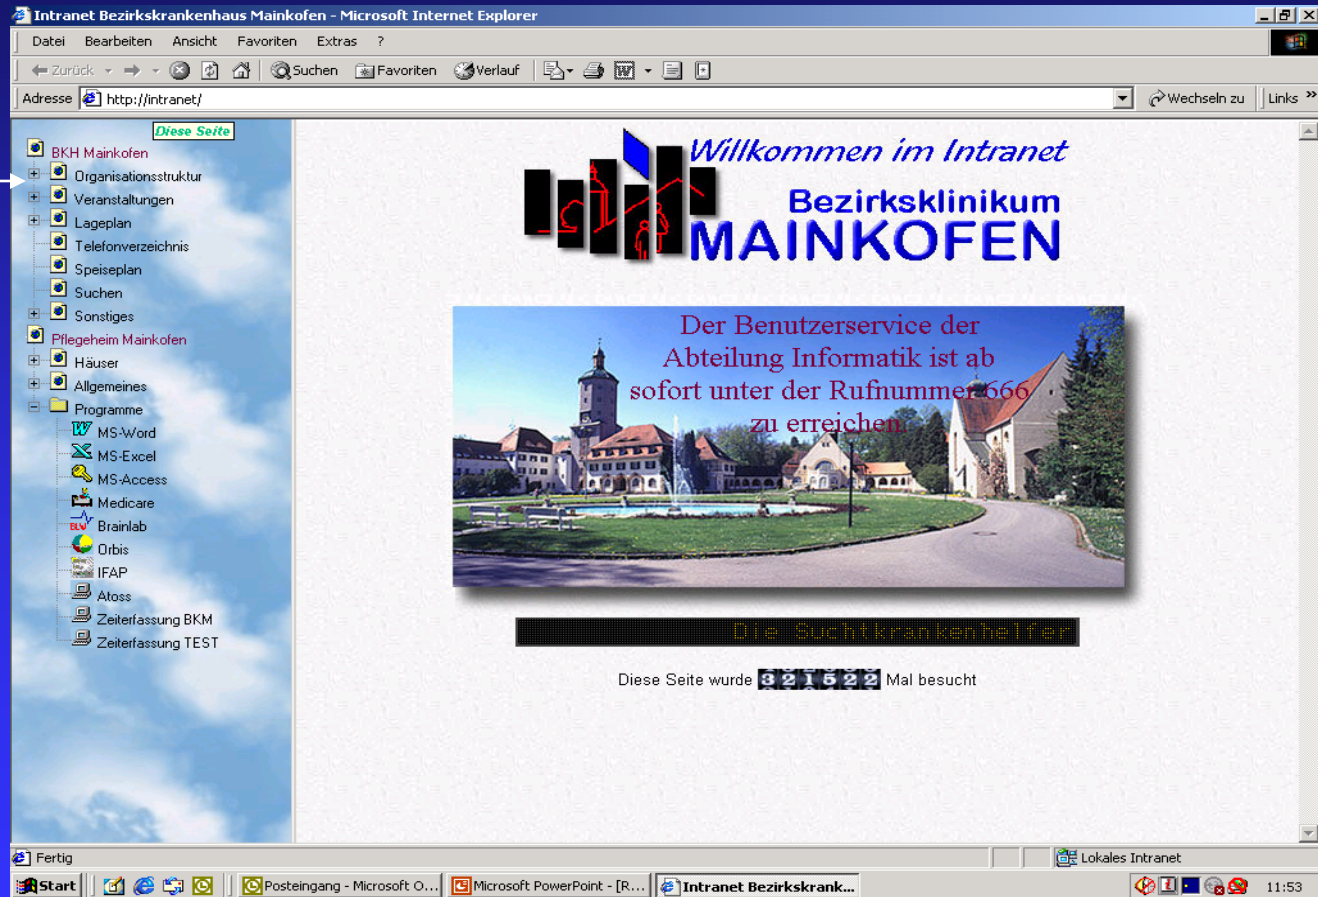 Intranet Bezirkskrankenhaus Mainkofen - Microsoft Internet Explorer
Datei Bearbeiten Ansicht Favoriten Extras ?
Zurück Suchen Favoriten Verlauf
Adresse http://intranet/ Wechseln zu Links »
Diese Seite
BKH Mainkofen
Organisationsstruktur
Veranstaltungen
Lageplan
Telefonverzeichnis
Speiseplan
Suchen
Sonstiges
Pflegeheim Mainkofen
Häuser
Allgemeines
Programme
MS-Word
MS-Excel
MS-Access
Medicare
Brainlab
Orbis
IFAP
Atoss
Zeiterfassung BKM
Zeiterfassung TEST
Willkommen im Intranet
Bezirksklinikum
MAINKOFEN
Der Benutzerservice der
Abteilung Informatik ist ab
sofort unter der Rufnummer 666
zu erreichen.
Die Suchtkrankenhelfer
Diese Seite wurde 321522 Mal besucht
Fertig Lokales Intranet
Start Posteingang - Microsoft O... Microsoft PowerPoint - [R... Intranet Bezirkskrank... 11:53